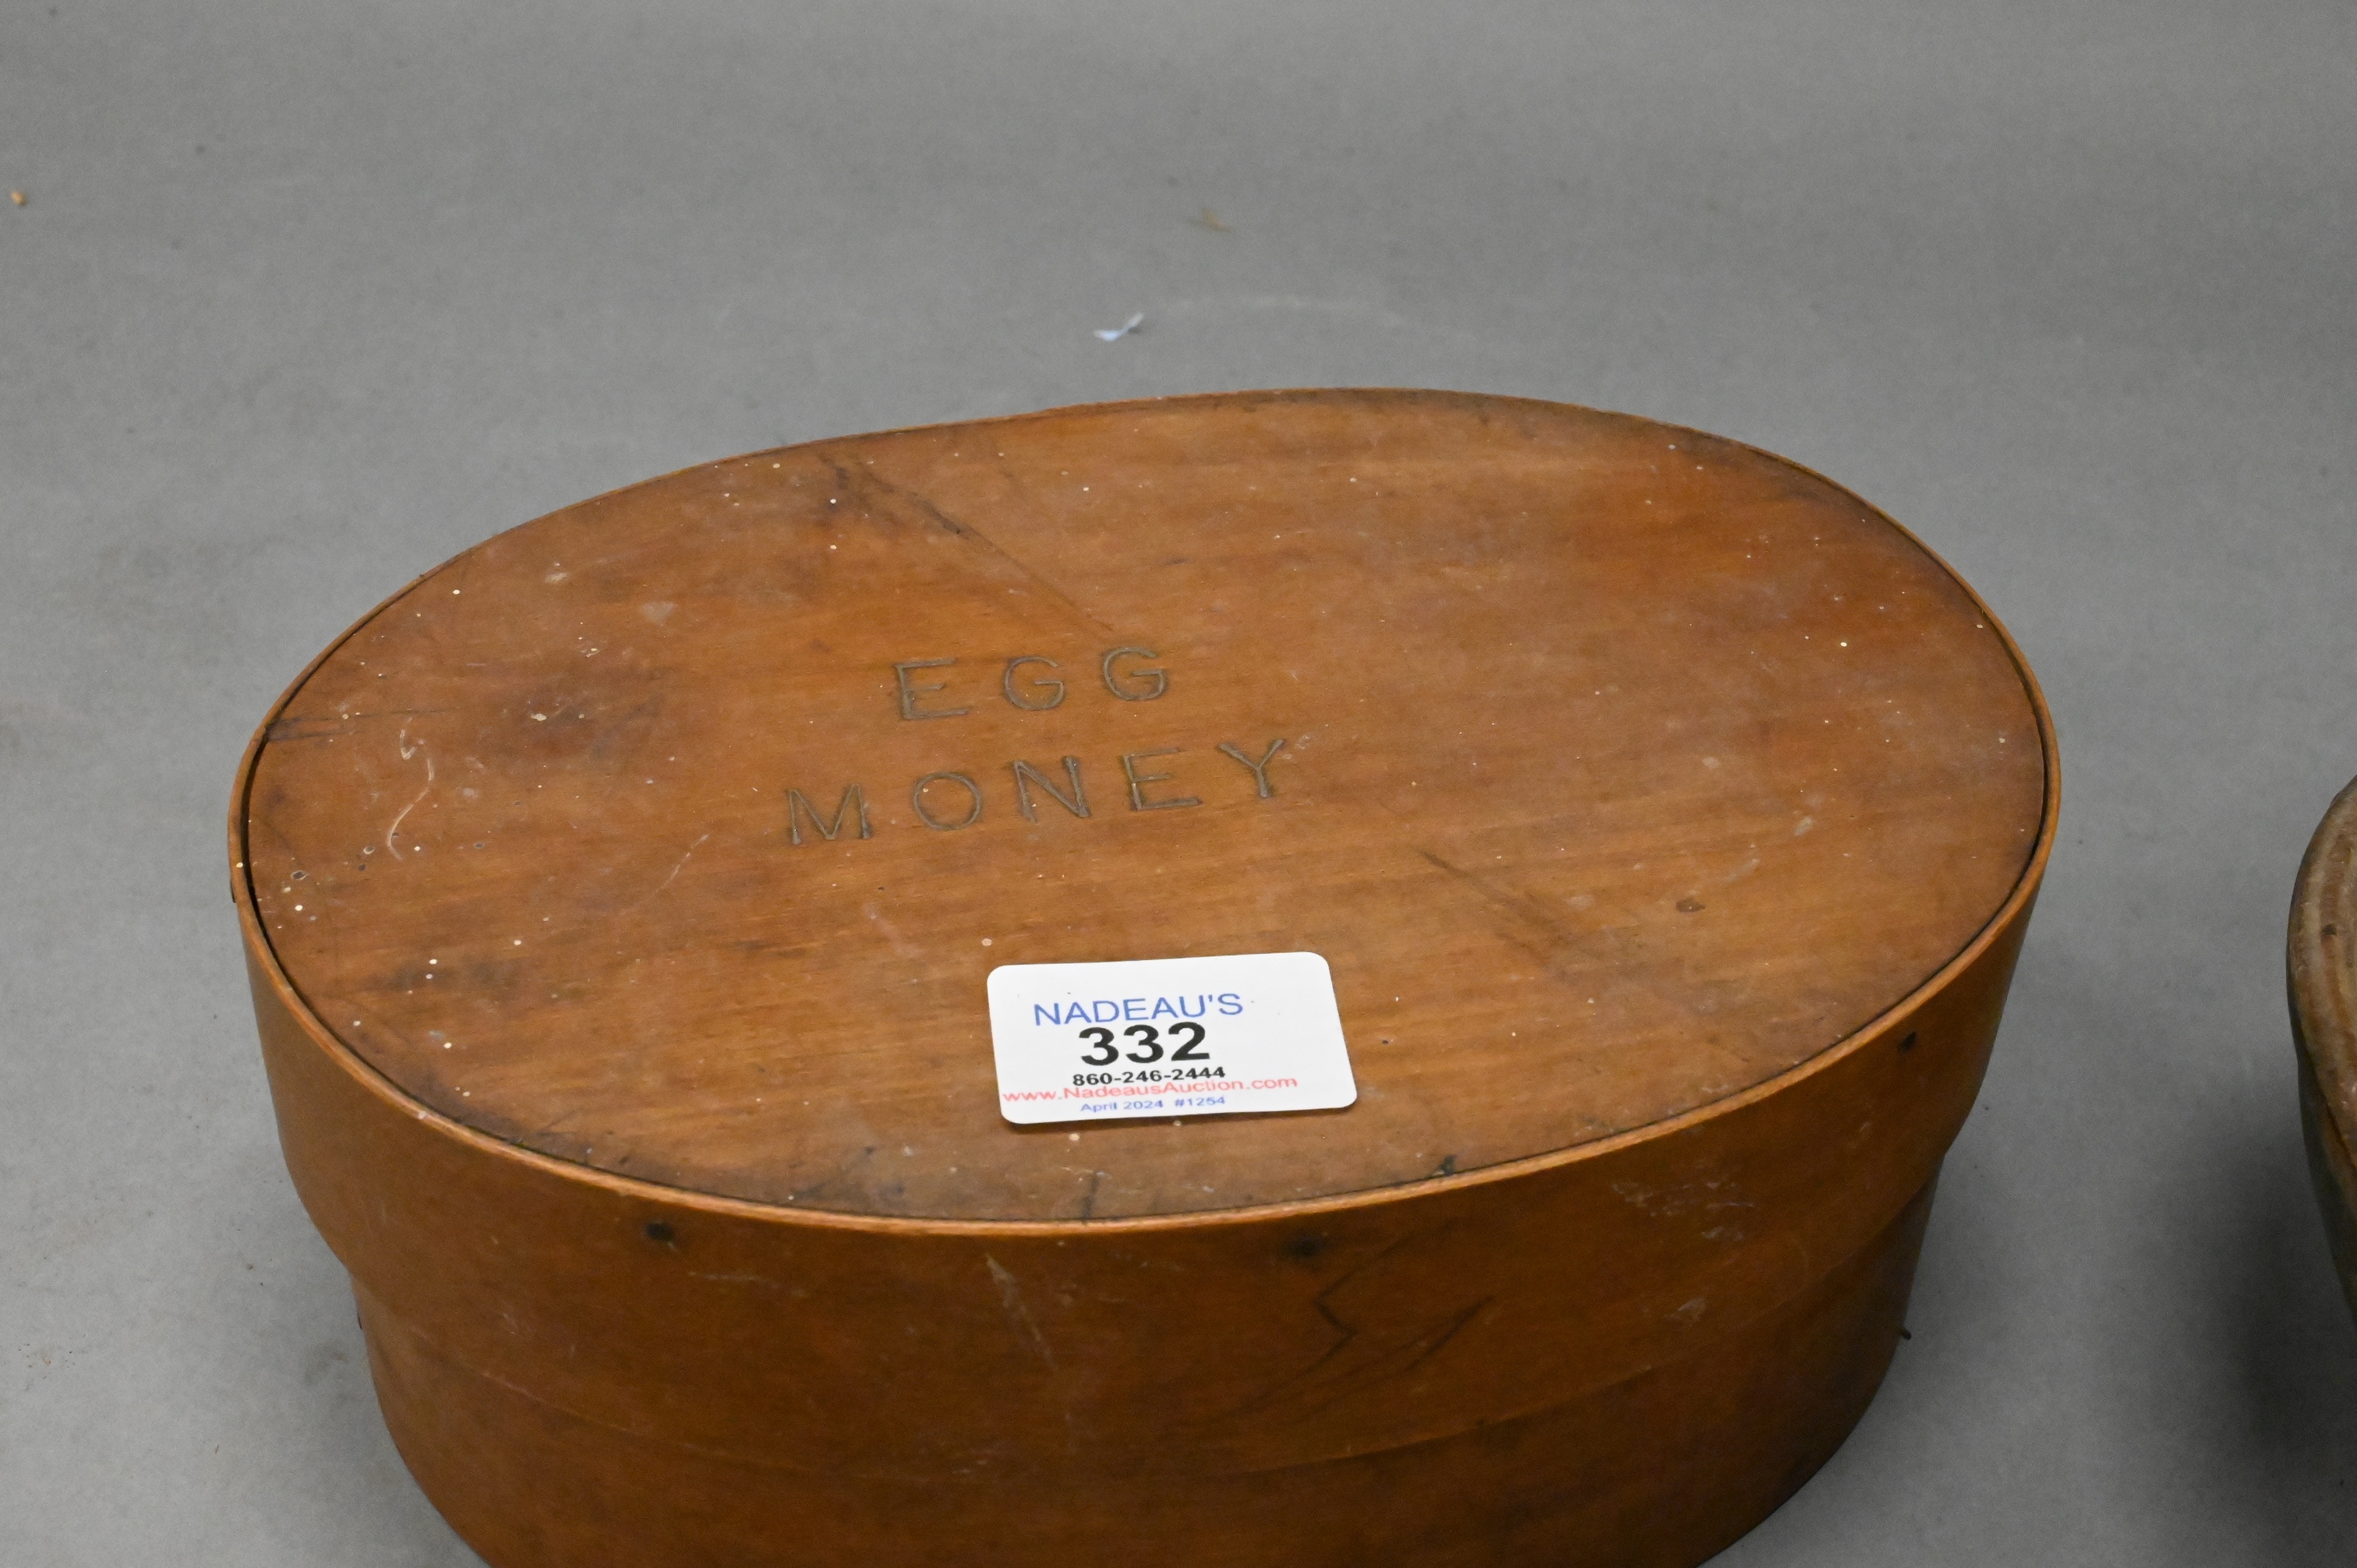 EGG
MONEY
NADEAU'S
332
860-246-2444
www.NadeausAuction.com
April 2024 #1254